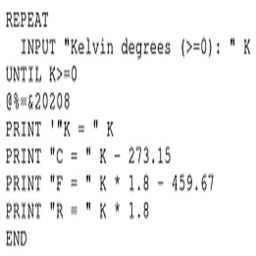 REPEAT
INPUT "Kelvin degrees (>=0): " K
UNTIL K>=0
@%=&20208
PRINT '"K = " K
PRINT "C = " K - 273.15
PRINT "F = " K * 1.8 - 459.67
PRINT "R = " K * 1.8
END